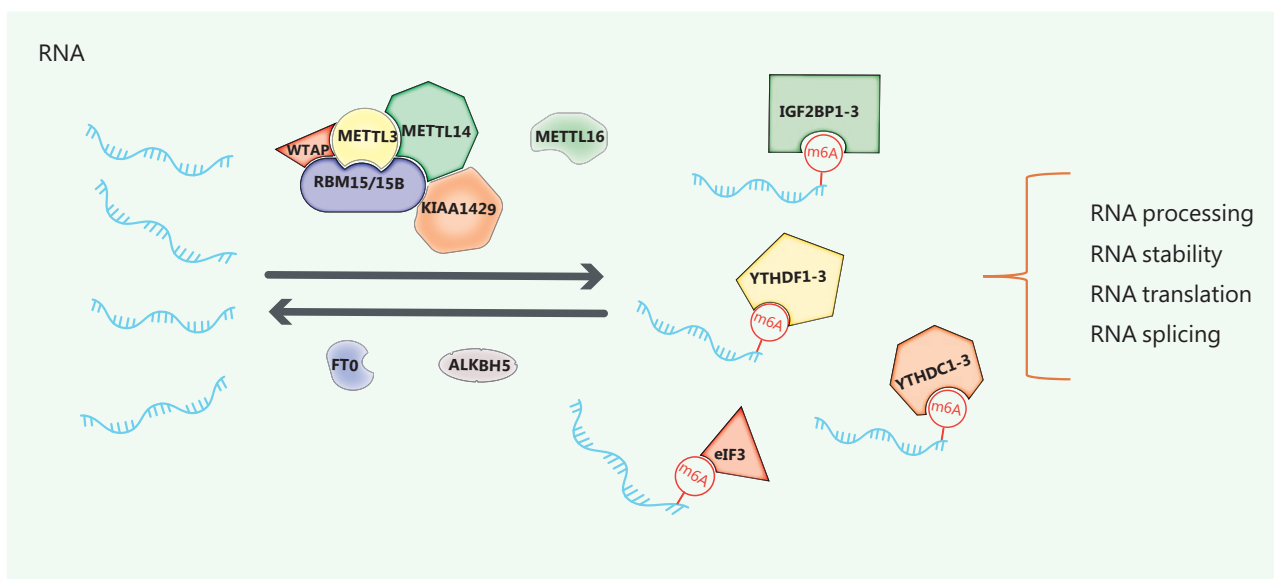 RNA
WTAP
METTL3
METTL14
RBM15/15B
KIAA1429
METTL16
FTO
ALKBH5
IGF2BP1-3
m6A
YTHDF1-3
m6A
YTHDC1-3
m6A
eIF3
m6A
RNA processing
RNA stability
RNA translation
RNA splicing